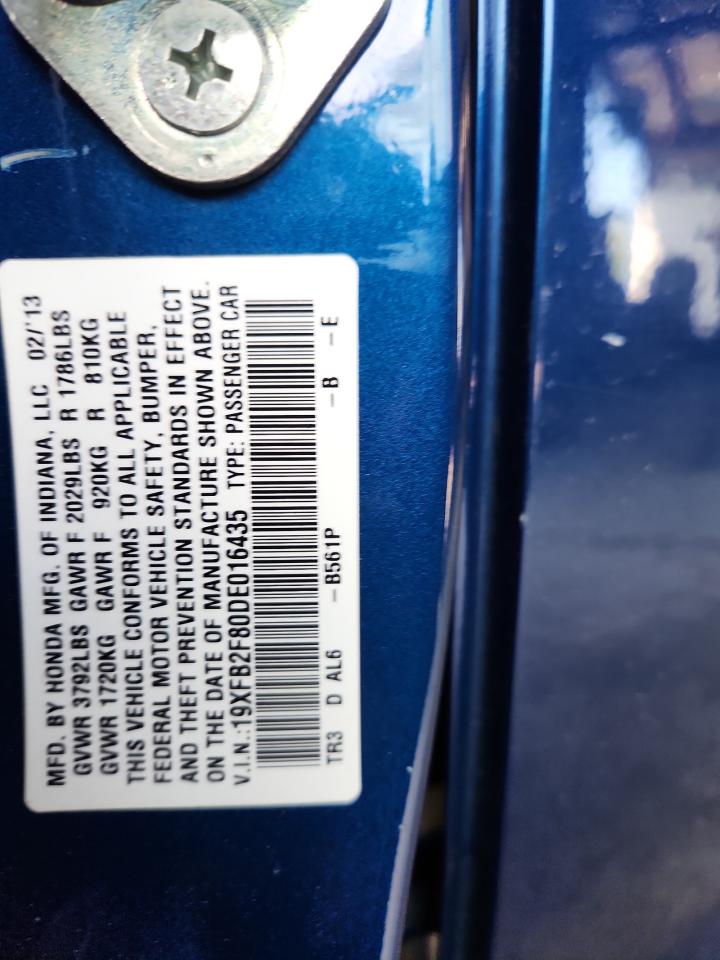 MFD. BY HONDA MFG. OF INDIANA, LLC 02/'13
GVWR 3792LBS GAWR F 2029LBS R 1786LBS
GVWR 1720KG GAWR F 920KG R 810KG
THIS VEHICLE CONFORMS TO ALL APPLICABLE
FEDERAL MOTOR VEHICLE SAFETY, BUMPER,
AND THEFT PREVENTION STANDARDS IN EFFECT
ON THE DATE OF MANUFACTURE SHOWN ABOVE.
V.I.N.:19XFB2F80DE016435 TYPE: PASSENGER CAR
TR3 D AL6 –B561P –B –E